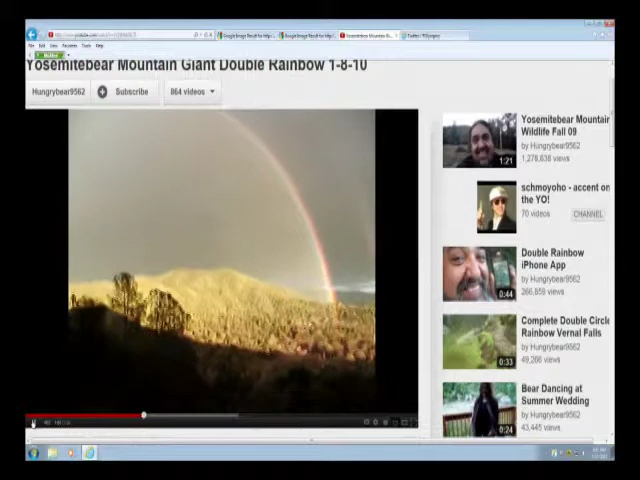 Yosemitebear Mountain Giant Double Rainbow 1-8-10
Hungrybear9562
Subscribe
864 videos
Yosemitebear Mountain
Wildlife Fall 09
by Hungrybear9562
1,278,638 views
1:21
schmoyoho - accent on
the YO!
70 videos
CHANNEL
Double Rainbow
iPhone App
by Hungrybear9562
266,859 views
0:44
Complete Double Circle
Rainbow Vernal Falls
by Hungrybear9562
49,266 views
0:33
Bear Dancing at
Summer Wedding
by Hungrybear9562
43,445 views
0:24